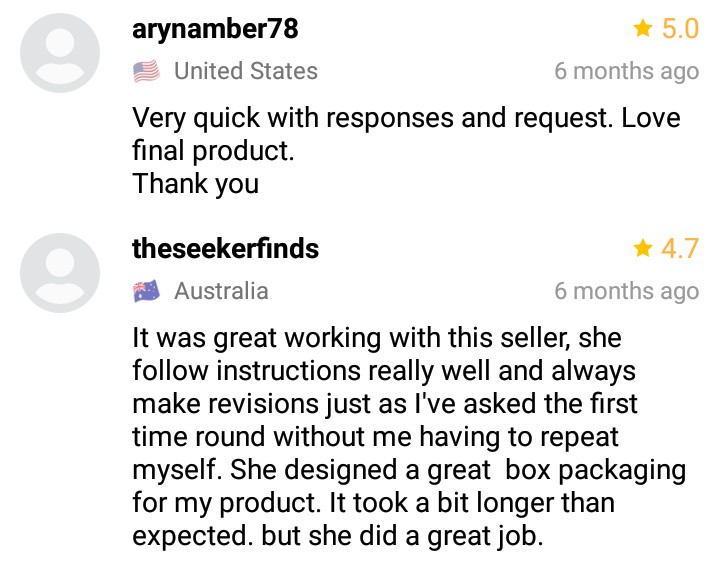 arynamber78
★ 5.0
United States
6 months ago
Very quick with responses and request. Love
final product.
Thank you
theseekerfinds
★ 4.7
Australia
6 months ago
It was great working with this seller, she
follow instructions really well and always
make revisions just as I've asked the first
time round without me having to repeat
myself. She designed a great  box packaging
for my product. It took a bit longer than
expected. but she did a great job.